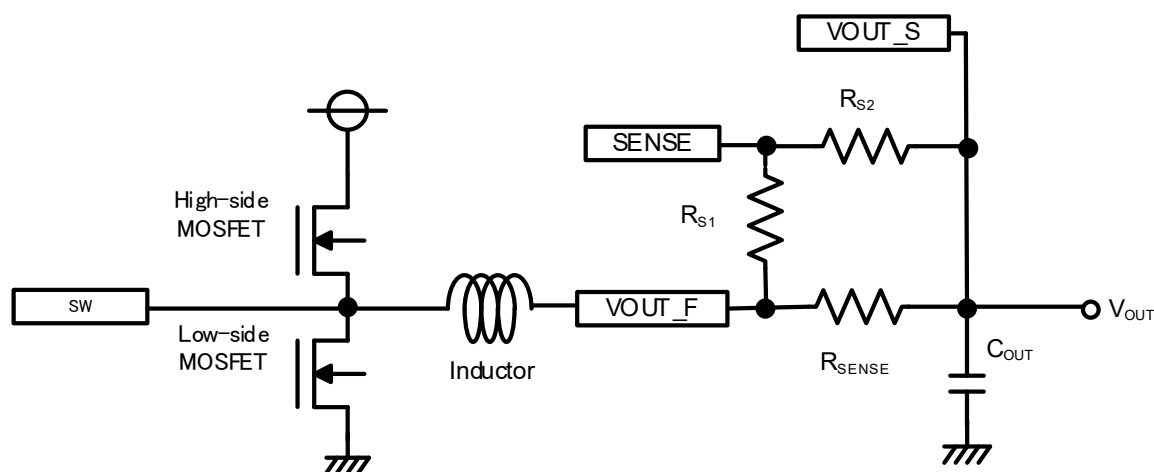 VOUT_S
RS2
SENSE
High-side
MOSFET
RS1
SW
VOUT_F
VOUT
Low-side
MOSFET
Inductor
RSENSE
COUT